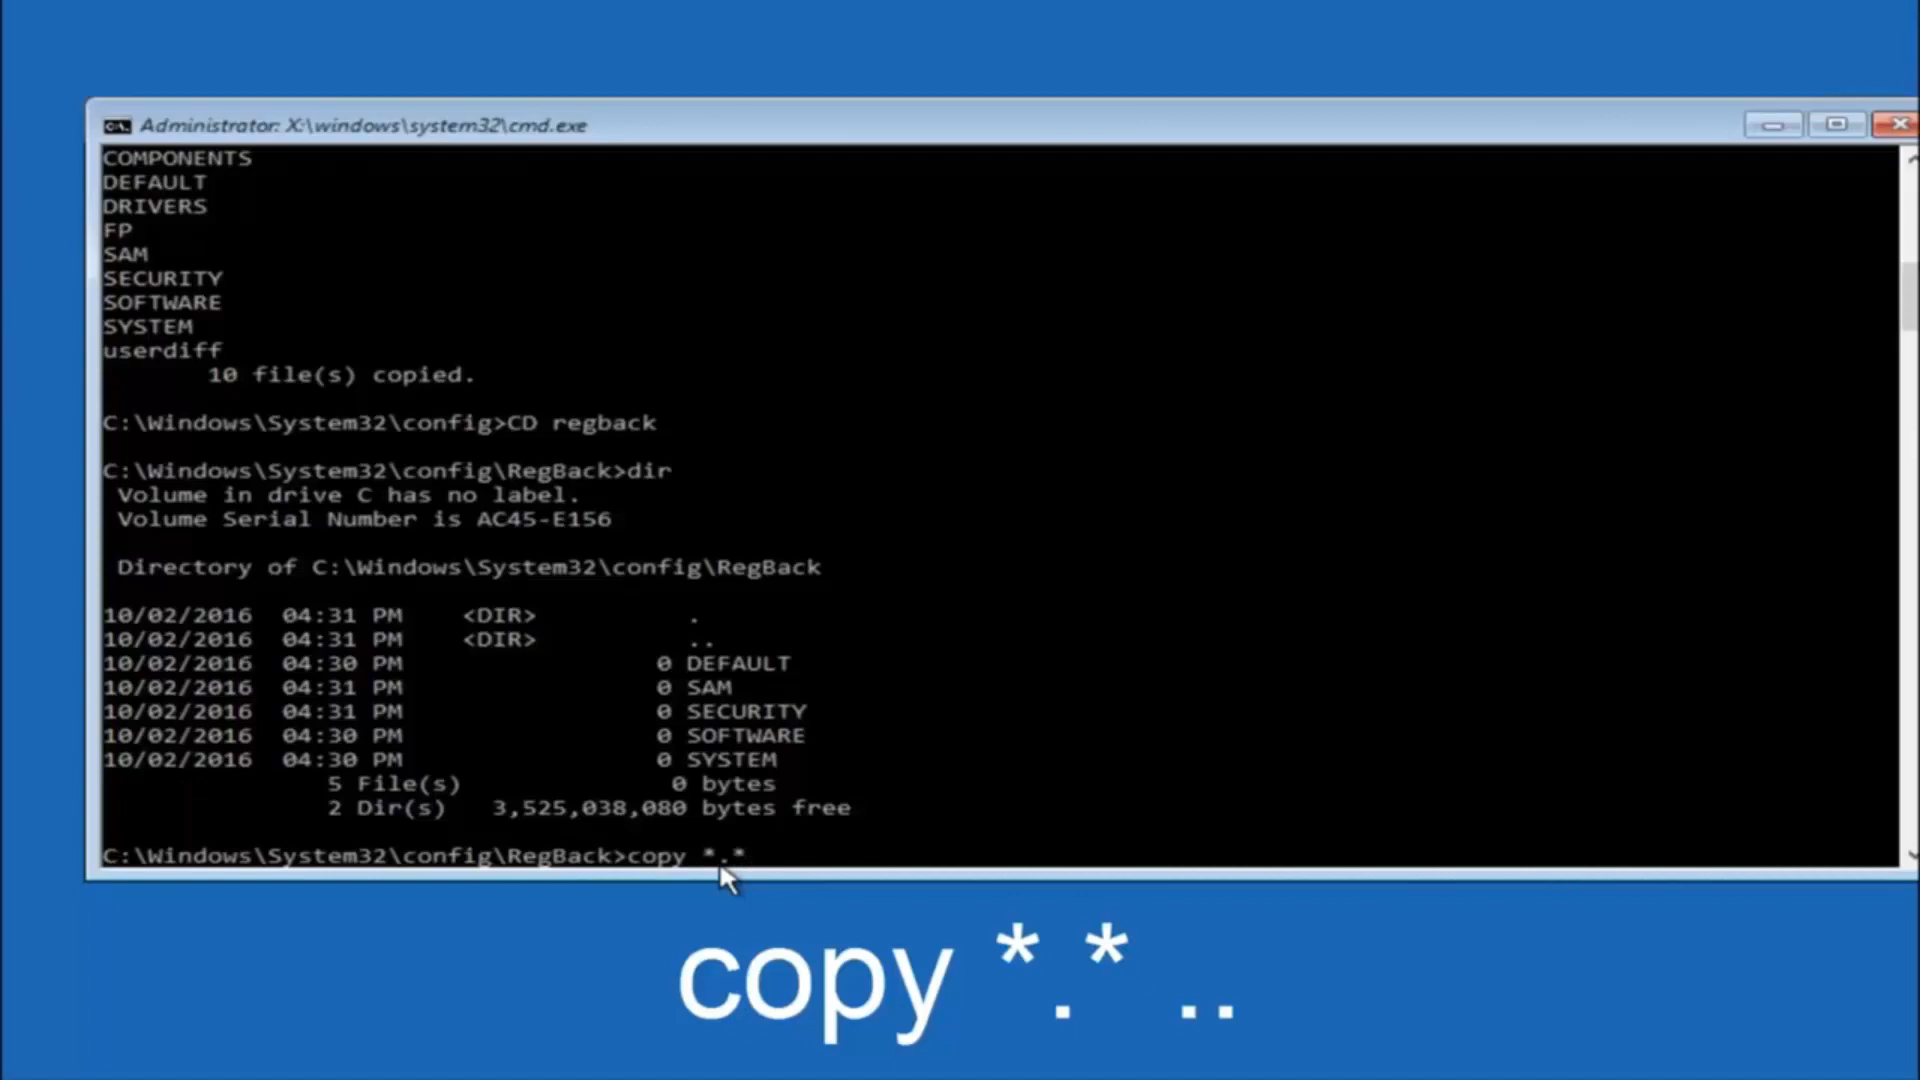 Administrator: X:\windows\system32\cmd.exe
COMPONENTS
DEFAULT
DRIVERS
FP
SAM
SECURITY
SOFTWARE
SYSTEM
userdiff
10 file(s) copied.
C:\Windows\System32\config>CD regback
C:\Windows\System32\config\RegBack>dir
Volume in drive C has no label.
Volume Serial Number is AC45-E156
Directory of C:\Windows\System32\config\RegBack
10/02/2016 04:31 PM <DIR> .
10/02/2016 04:31 PM <DIR> ..
10/02/2016 04:30 PM 0 DEFAULT
10/02/2016 04:31 PM 0 SAM
10/02/2016 04:31 PM 0 SECURITY
10/02/2016 04:30 PM 0 SOFTWARE
10/02/2016 04:30 PM 0 SYSTEM
5 File(s) 0 bytes
2 Dir(s) 3,525,038,080 bytes free
C:\Windows\System32\config\RegBack>copy *.*
copy *.* ..